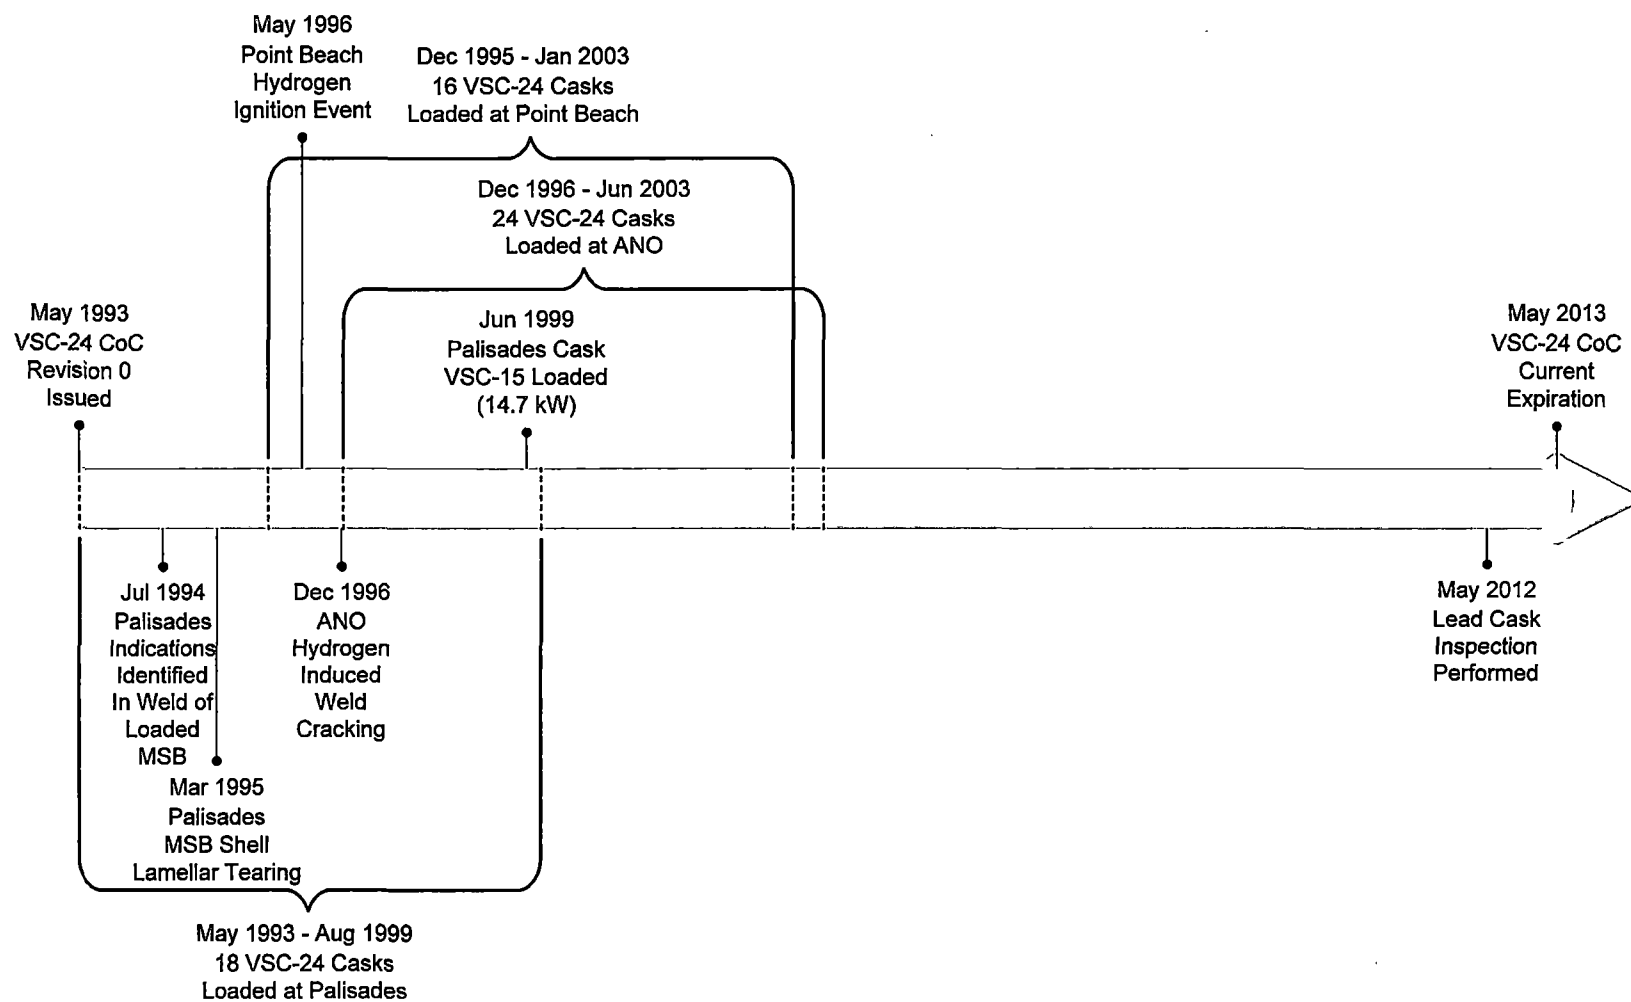 May 1996
Point Beach
Hydrogen
Ignition Event
Dec 1995 - Jan 2003
16 VSC-24 Casks
Loaded at Point Beach
Dec 1996 - Jun 2003
24 VSC-24 Casks
Loaded at ANO
May 1993
VSC-24 CoC
Revision 0
Issued
Jun 1999
Palisades Cask
VSC-15 Loaded
(14.7 kW)
May 2013
VSC-24 CoC
Current
Expiration
Jul 1994
Palisades
Indications
Identified
In Weld of
Loaded
MSB
Mar 1995
Palisades
MSB Shell
Lamellar Tearing
Dec 1996
ANO
Hydrogen
Induced
Weld
Cracking
May 2012
Lead Cask
Inspection
Performed
May 1993 - Aug 1999
18 VSC-24 Casks
Loaded at Palisades